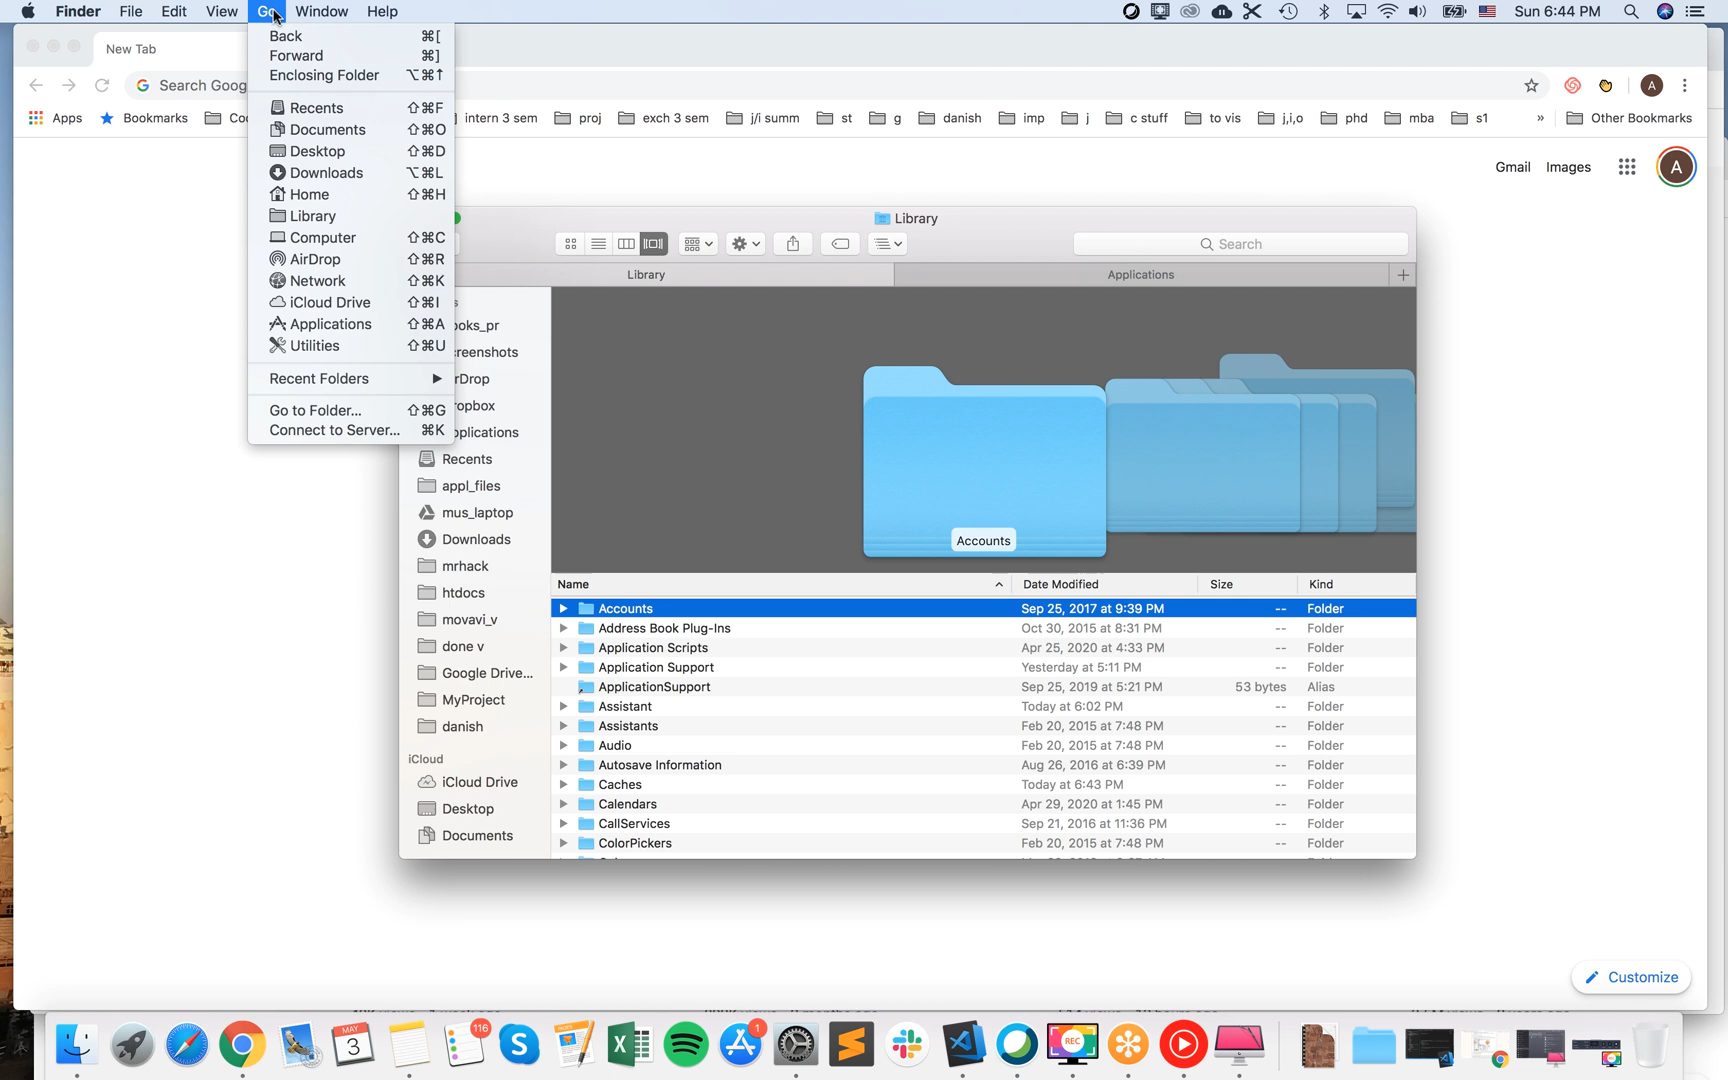 Finder File Edit View Go Window Help Sun 6:44 PM
New Tab
Search Goog
Apps Bookmarks intern 3 sem proj exch 3 sem j/i summ st g danish imp j c stuff to vis j,i,o phd mba s1 » Other Bookmarks
Gmail Images A
Back ⌘[
Forward ⌘]
Enclosing Folder ⌥⌘↑
Recents ⇧⌘F
Documents ⇧⌘O
Desktop ⇧⌘D
Downloads ⌥⌘L
Home ⇧⌘H
Library
Computer ⇧⌘C
AirDrop ⇧⌘R
Network ⇧⌘K
iCloud Drive ⇧⌘I
Applications ⇧⌘A
Utilities ⇧⌘U
Recent Folders
Go to Folder... ⇧⌘G
Connect to Server... ⌘K
Library
Search
Library Applications
ooks_pr
creenshots
rDrop
ropbox
pplications
Recents
appl_files
mus_laptop
Downloads
mrhack
htdocs
movavi_v
done v
Google Drive...
MyProject
danish
iCloud
iCloud Drive
Desktop
Documents
Accounts
Name Date Modified Size Kind
Accounts Sep 25, 2017 at 9:39 PM -- Folder
Address Book Plug-Ins Oct 30, 2015 at 8:31 PM -- Folder
Application Scripts Apr 25, 2020 at 4:33 PM -- Folder
Application Support Yesterday at 5:11 PM -- Folder
ApplicationSupport Sep 25, 2019 at 5:21 PM 53 bytes Alias
Assistant Today at 6:02 PM -- Folder
Assistants Feb 20, 2015 at 7:48 PM -- Folder
Audio Feb 20, 2015 at 7:48 PM -- Folder
Autosave Information Aug 26, 2016 at 6:39 PM -- Folder
Caches Today at 6:43 PM -- Folder
Calendars Apr 29, 2020 at 1:45 PM -- Folder
CallServices Sep 21, 2016 at 11:36 PM -- Folder
ColorPickers Feb 20, 2015 at 7:48 PM -- Folder
Customize
MAY 3
116
1
REC